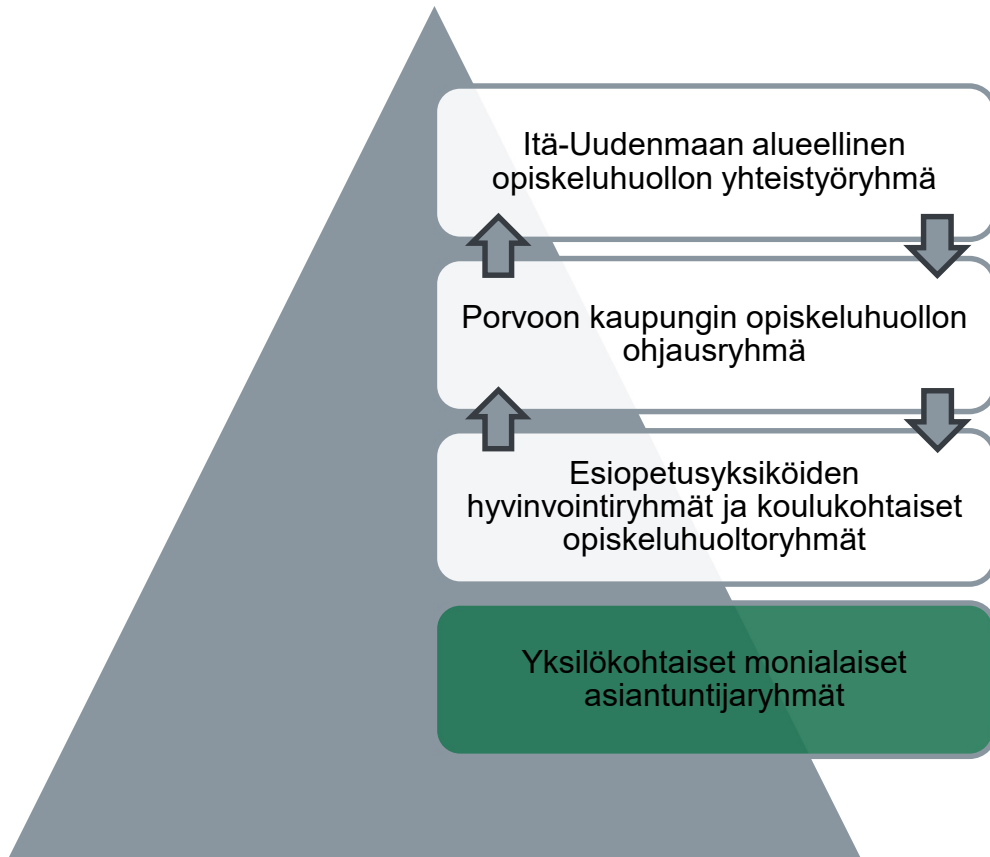 Itä-Uudenmaan alueellinen
opiskeluhuollon yhteistyöryhmä
Porvoon kaupungin opiskeluhuollon
ohjausryhmä
Esiopetusyksiköiden
hyvinvointiryhmät ja koulukohtaiset
opiskeluhuoltoryhmät
Yksilökohtaiset monialaiset
asiantuntijaryhmät